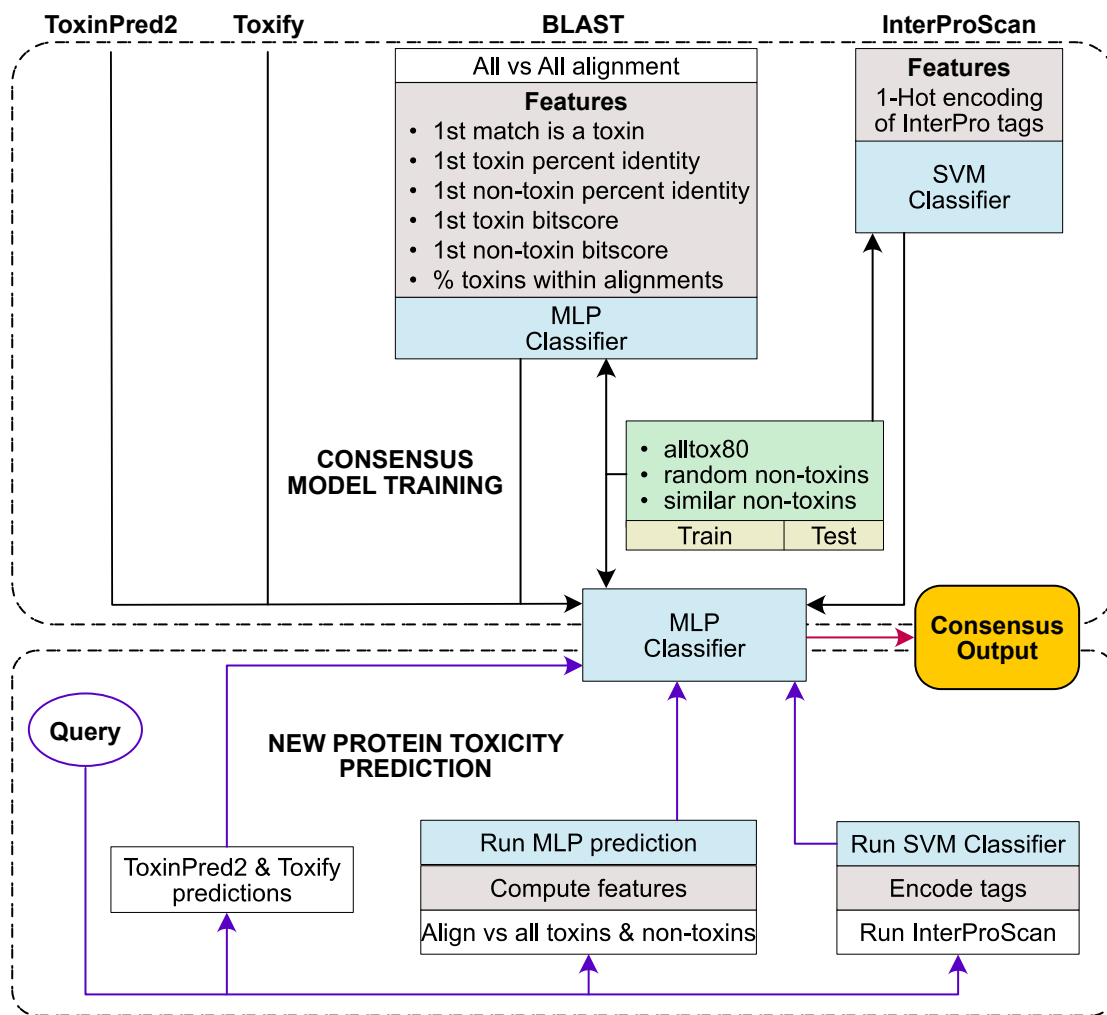 ToxinPred2
Toxify
BLAST
InterProScan
All vs All alignment
Features
• 1st match is a toxin
• 1st toxin percent identity
• 1st non-toxin percent identity
• 1st toxin bitscore
• 1st non-toxin bitscore
• % toxins within alignments
MLP
Classifier
Features
1-Hot encoding
of InterPro tags
SVM
Classifier
CONSENSUS
MODEL TRAINING
• alltox80
• random non-toxins
• similar non-toxins
Train
Test
MLP
Classifier
Consensus
Output
Query
NEW PROTEIN TOXICITY
PREDICTION
ToxinPred2 & Toxify
predictions
Run MLP prediction
Compute features
Align vs all toxins & non-toxins
Run SVM Classifier
Encode tags
Run InterProScan